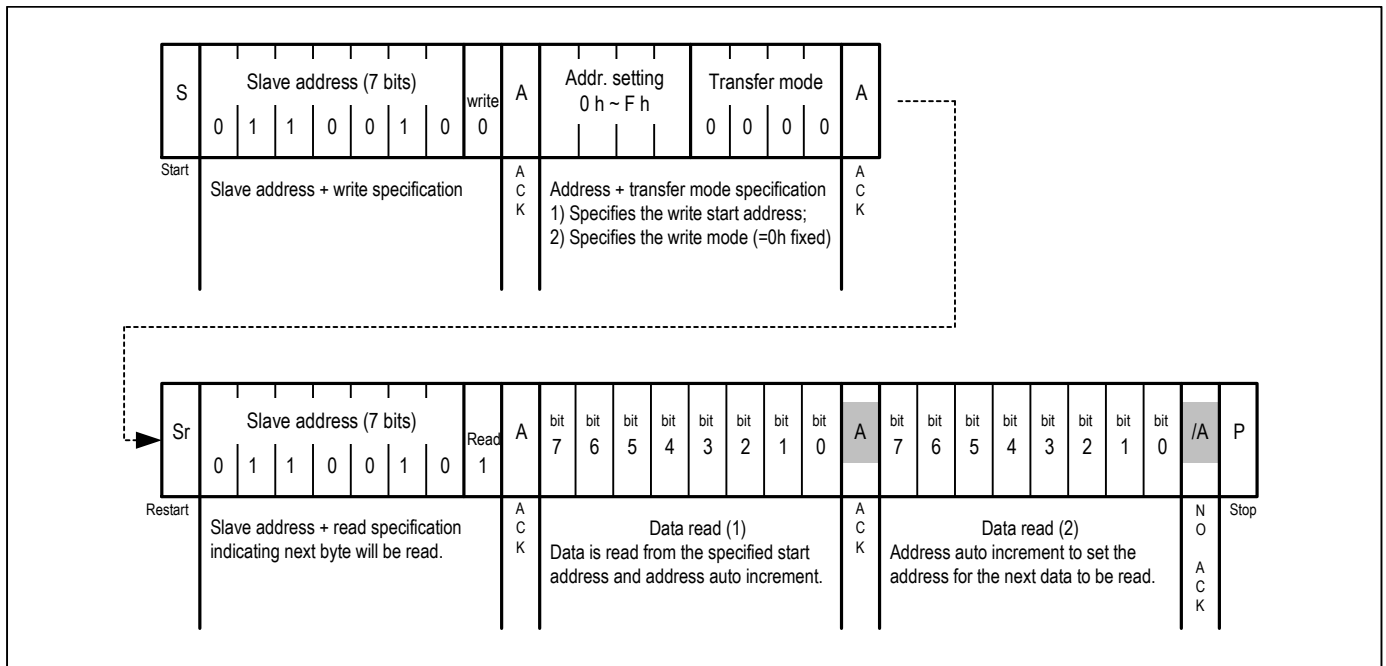 S
Slave address (7 bits)
write
A
Addr. setting
0 h ~ F h
Transfer mode
A
0 1 1 0 0 1 0 0
0 0 0 0
Start
Slave address + write specification
A
C
K
Address + transfer mode specification
1) Specifies the write start address;
2) Specifies the write mode (=0h fixed)
A
C
K
Sr
Slave address (7 bits)
Read
A
bit bit bit bit bit bit bit bit
7 6 5 4 3 2 1 0
A
bit bit bit bit bit bit bit bit
7 6 5 4 3 2 1 0
/A
P
0 1 1 0 0 1 0 1
Restart
Slave address + read specification
indicating next byte will be read.
A
C
K
Data read (1)
Data is read from the specified start
address and address auto increment.
A
C
K
Data read (2)
Address auto increment to set the
address for the next data to be read.
N
O
A
C
K
Stop